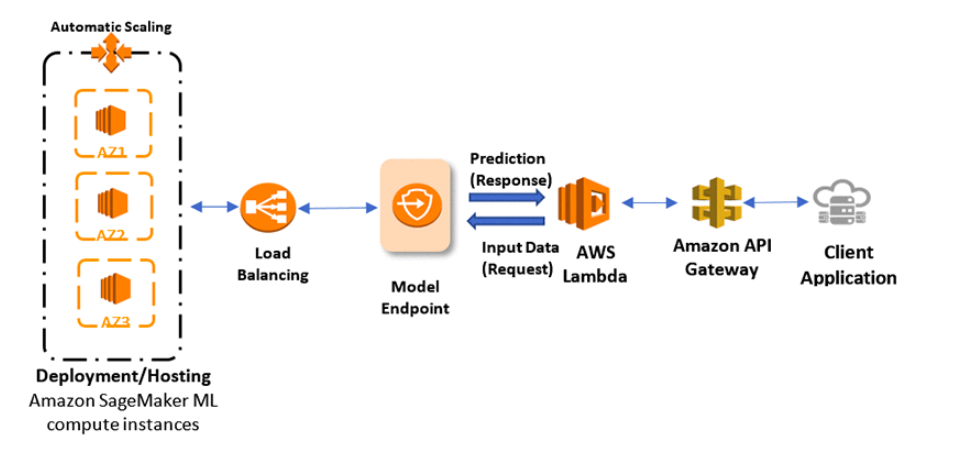 Automatic Scaling
AZ1
AZ2
AZ3
Deployment/Hosting
Amazon SageMaker ML
compute instances
Load
Balancing
Model
Endpoint
Prediction
(Response)
Input Data
(Request)
AWS
Lambda
Amazon API
Gateway
Client
Application